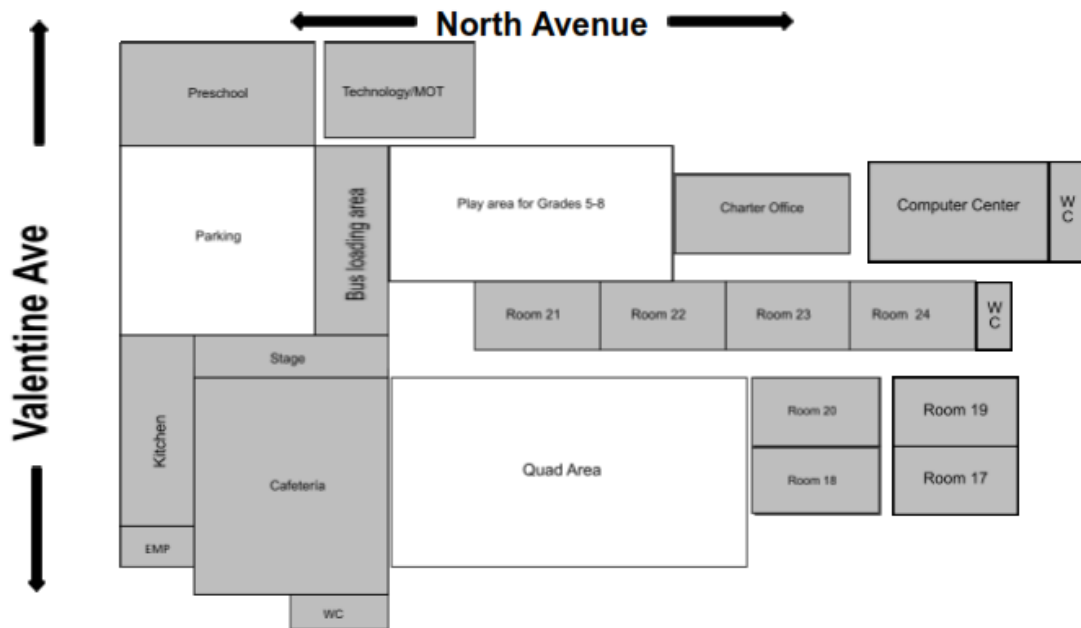 North Avenue
Valentine Ave
Preschool
Technology/MOT
Parking
Bus loading area
Play area for Grades 5-8
Charter Office
Computer Center
W
C
Room 21
Room 22
Room 23
Room 24
W
C
Stage
Kitchen
Cafeteria
Quad Area
Room 20
Room 19
Room 18
Room 17
EMP
WC